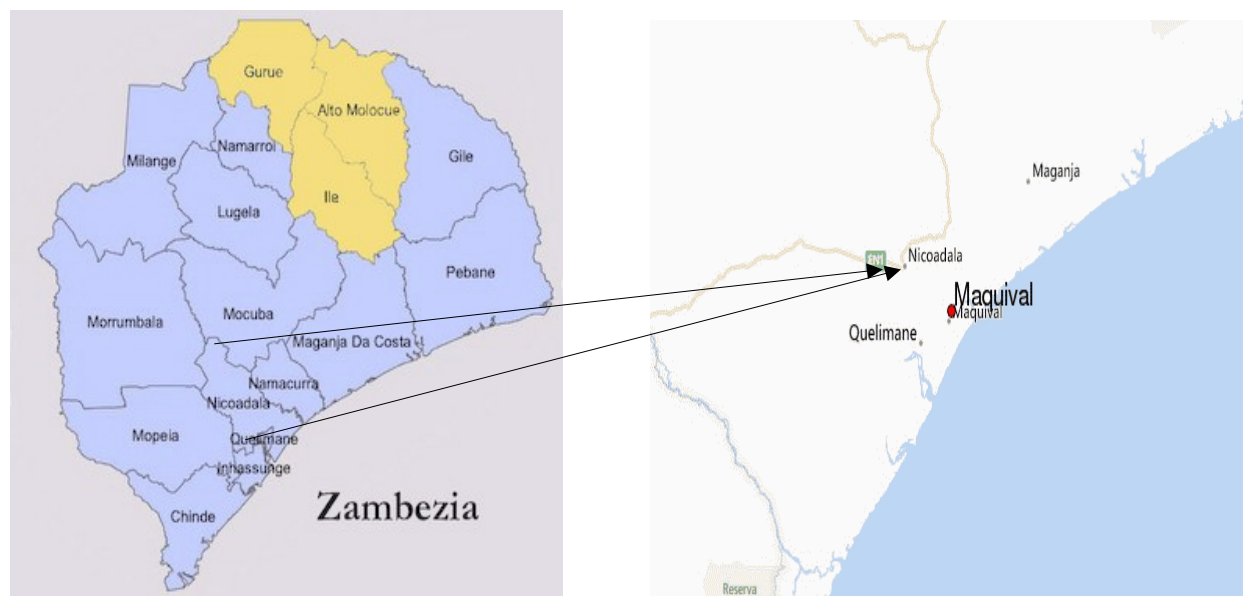 Gurue
Alto Molocue
Namarroi
Gile
Milange
Ile
Lugela
Pebane
Mocuba
Morrumbala
Maganja Da Costa
Namacurra
Nicoadala
Mopeia
Quelimane
Inhassunge
Chinde
Zambezia
Maganja
EN1
Nicoadala
Maquival
Maquival
Quelimane
Reserva